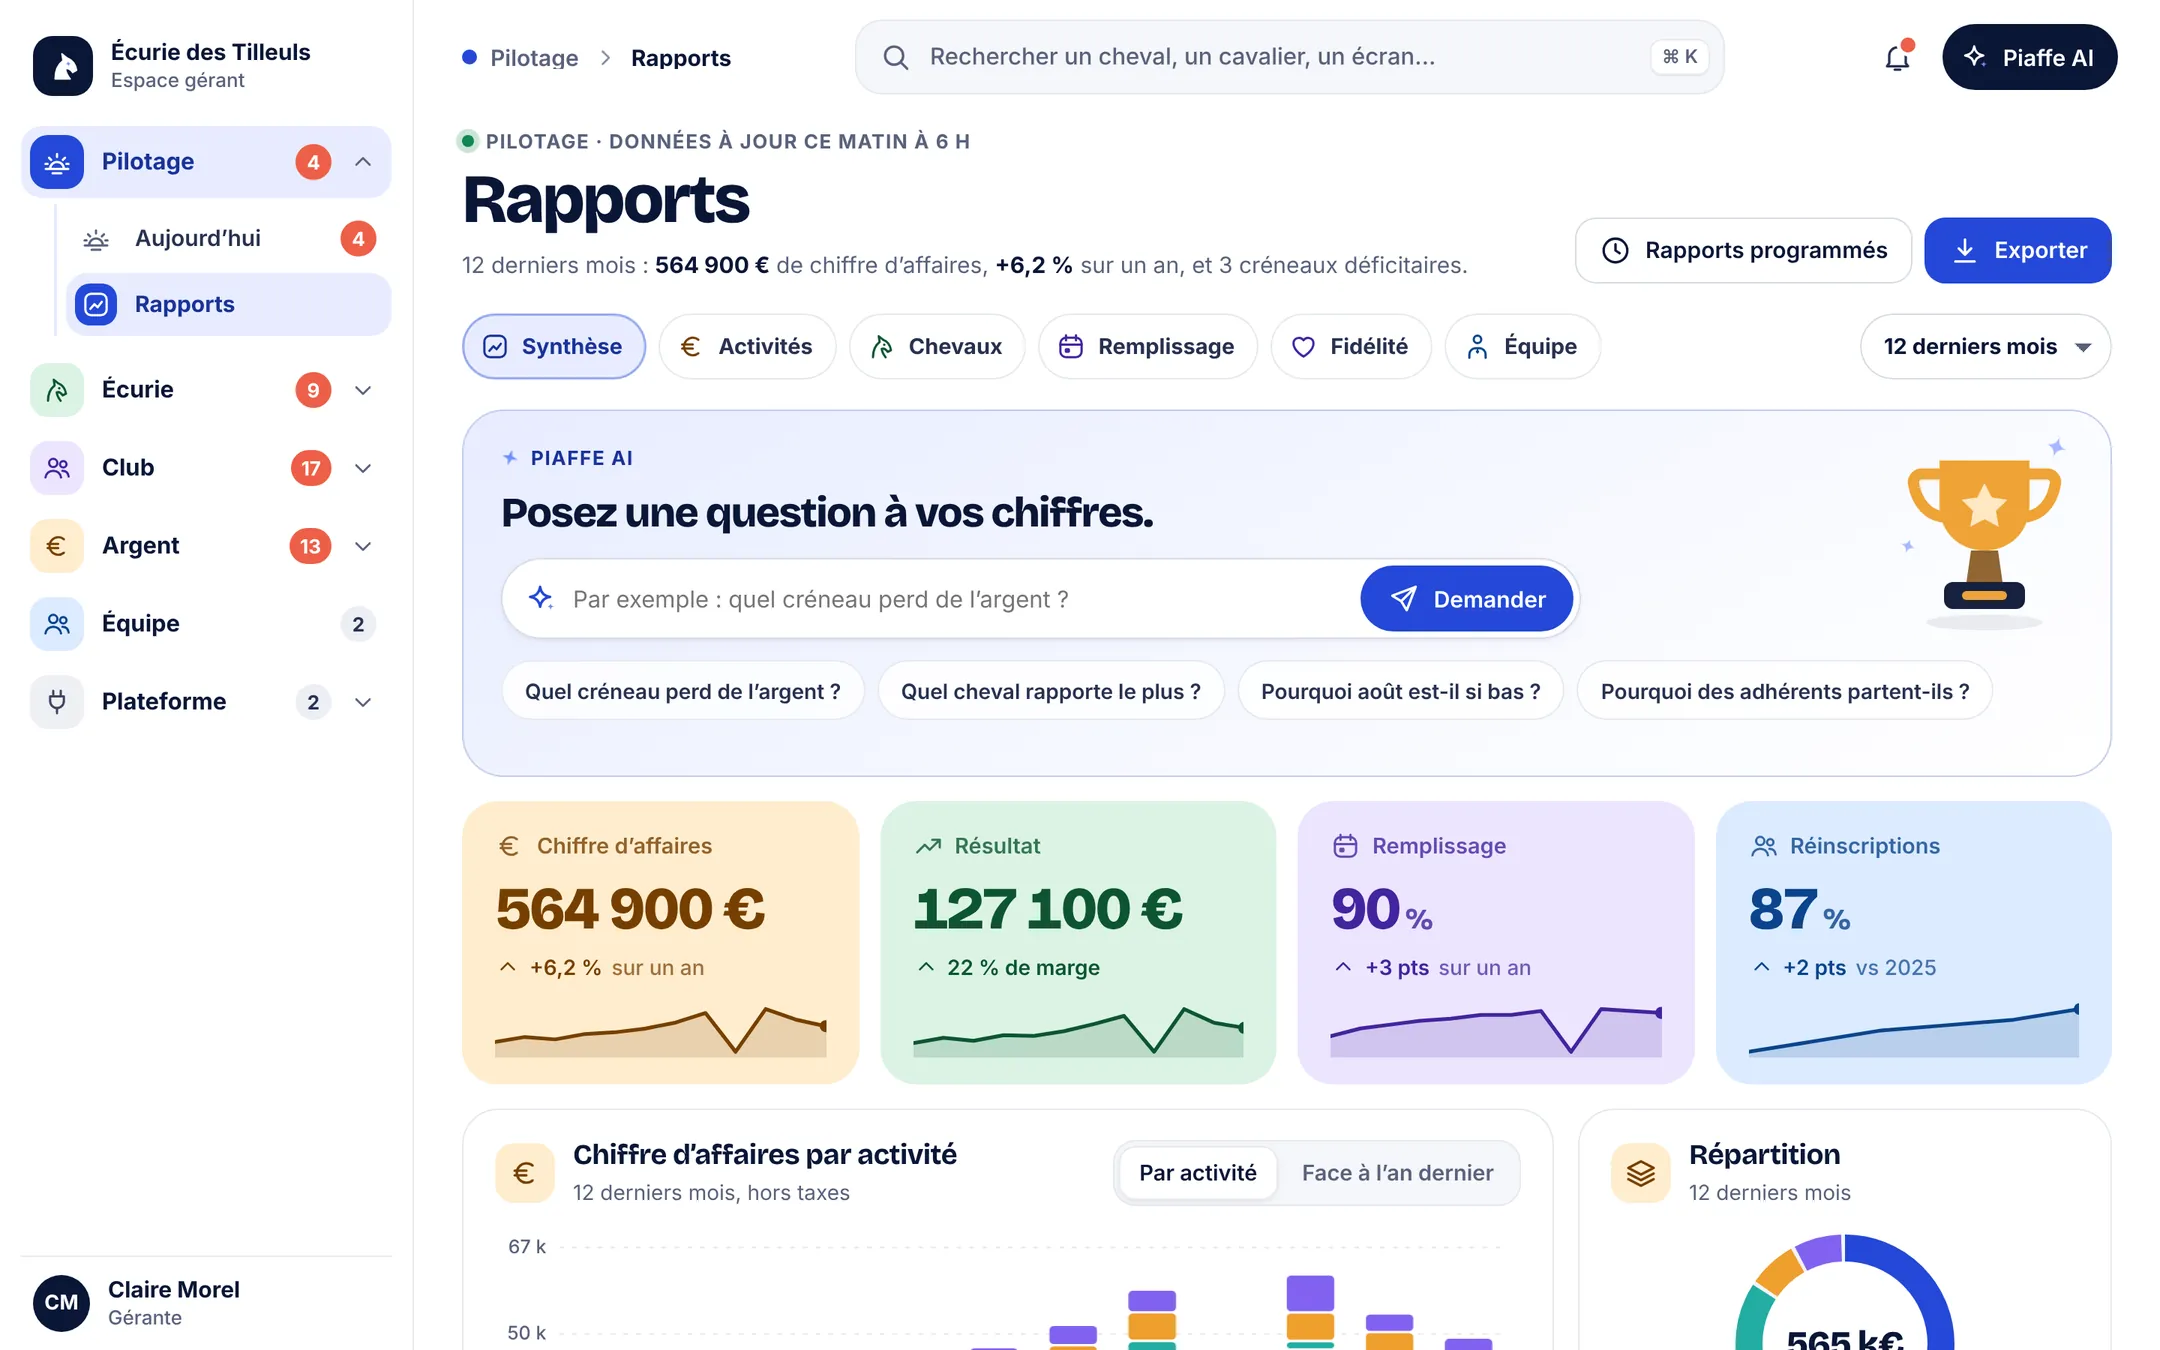 Écurie des Tilleuls
Espace gérant
Pilotage 4
Aujourd’hui 4
Rapports
Écurie 9
Club 17
Argent 13
Équipe 2
Plateforme 2
CM
Claire Morel
Gérante
Pilotage > Rapports
Rechercher un cheval, un cavalier, un écran…
⌘ K
Piaffe AI
PILOTAGE · DONNÉES À JOUR CE MATIN À 6 H
Rapports
12 derniers mois : 564 900 € de chiffre d’affaires, +6,2 % sur un an, et 3 créneaux déficitaires.
Rapports programmés
Exporter
Synthèse
Activités
Chevaux
Remplissage
Fidélité
Équipe
12 derniers mois
PIAFFE AI
Posez une question à vos chiffres.
Par exemple : quel créneau perd de l’argent ?
Demander
Quel créneau perd de l’argent ?
Quel cheval rapporte le plus ?
Pourquoi août est-il si bas ?
Pourquoi des adhérents partent-ils ?
Chiffre d’affaires
564 900 €
+6,2 % sur un an
Résultat
127 100 €
22 % de marge
Remplissage
90 %
+3 pts sur un an
Réinscriptions
87 %
+2 pts vs 2025
Chiffre d’affaires par activité
12 derniers mois, hors taxes
Par activité
Face à l’an dernier
67 k
50 k
Répartition
12 derniers mois
565 k€